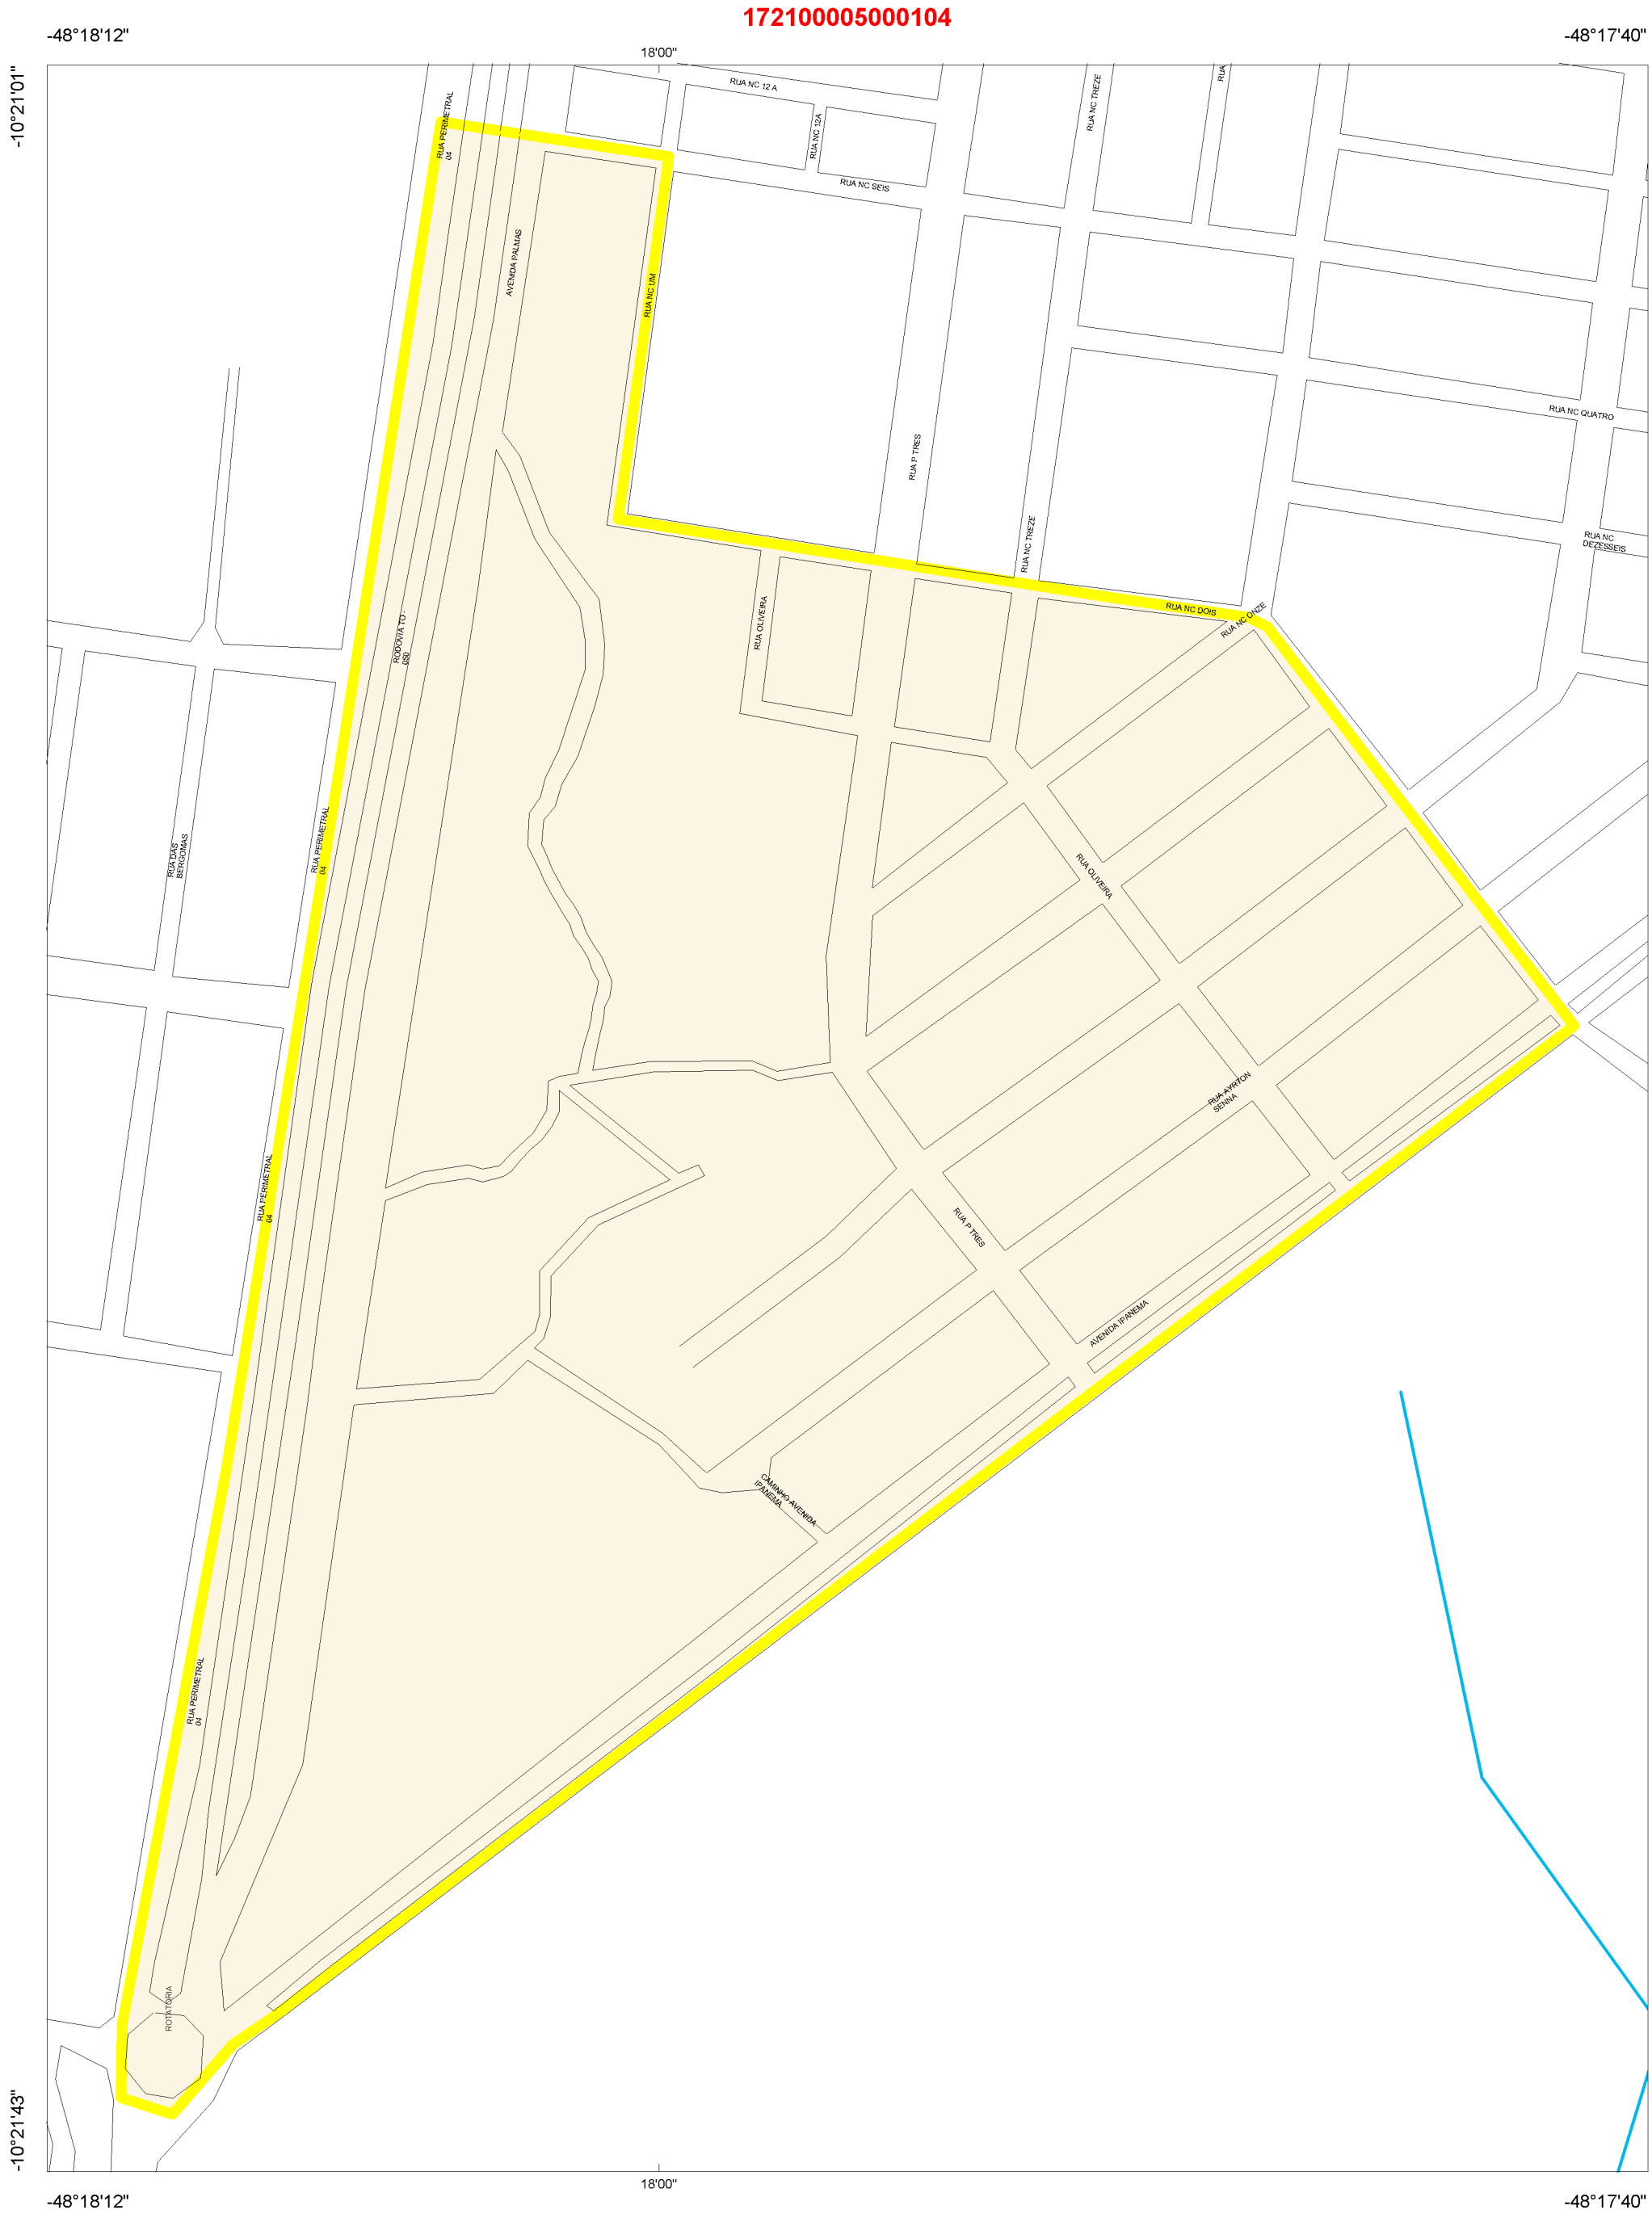 172100005000104
-48°18'12"
-48°17'40"
18'00"
-10°21'01"
RUA NC 12 A
RUA NC TREZE
RUA
RUA PERIMETRAL
04
RUA NC 12A
RUA NC SEIS
AVENIDA PALMAS
RUA NC UM
RUA NC QUATRO
RUA P TRES
RUA NC TREZE
RUA NC
DEZESSEIS
RUA NC DOIS
RUA NC ONZE
RUA OLIVEIRA
RODOVIA TO -
050
RUA PERIMETRAL
04
RUA DAS
BERGOMAS
RUA OLIVEIRA
RUA AYRTON
SENNA
RUA PERIMETRAL
04
RUA P TRES
AVENIDA IPANEMA
CAMINHO AVENIDA
IPANEMA
RUA PERIMETRAL
04
ROTATORIA
-10°21'43"
18'00"
-48°18'12"
-48°17'40"